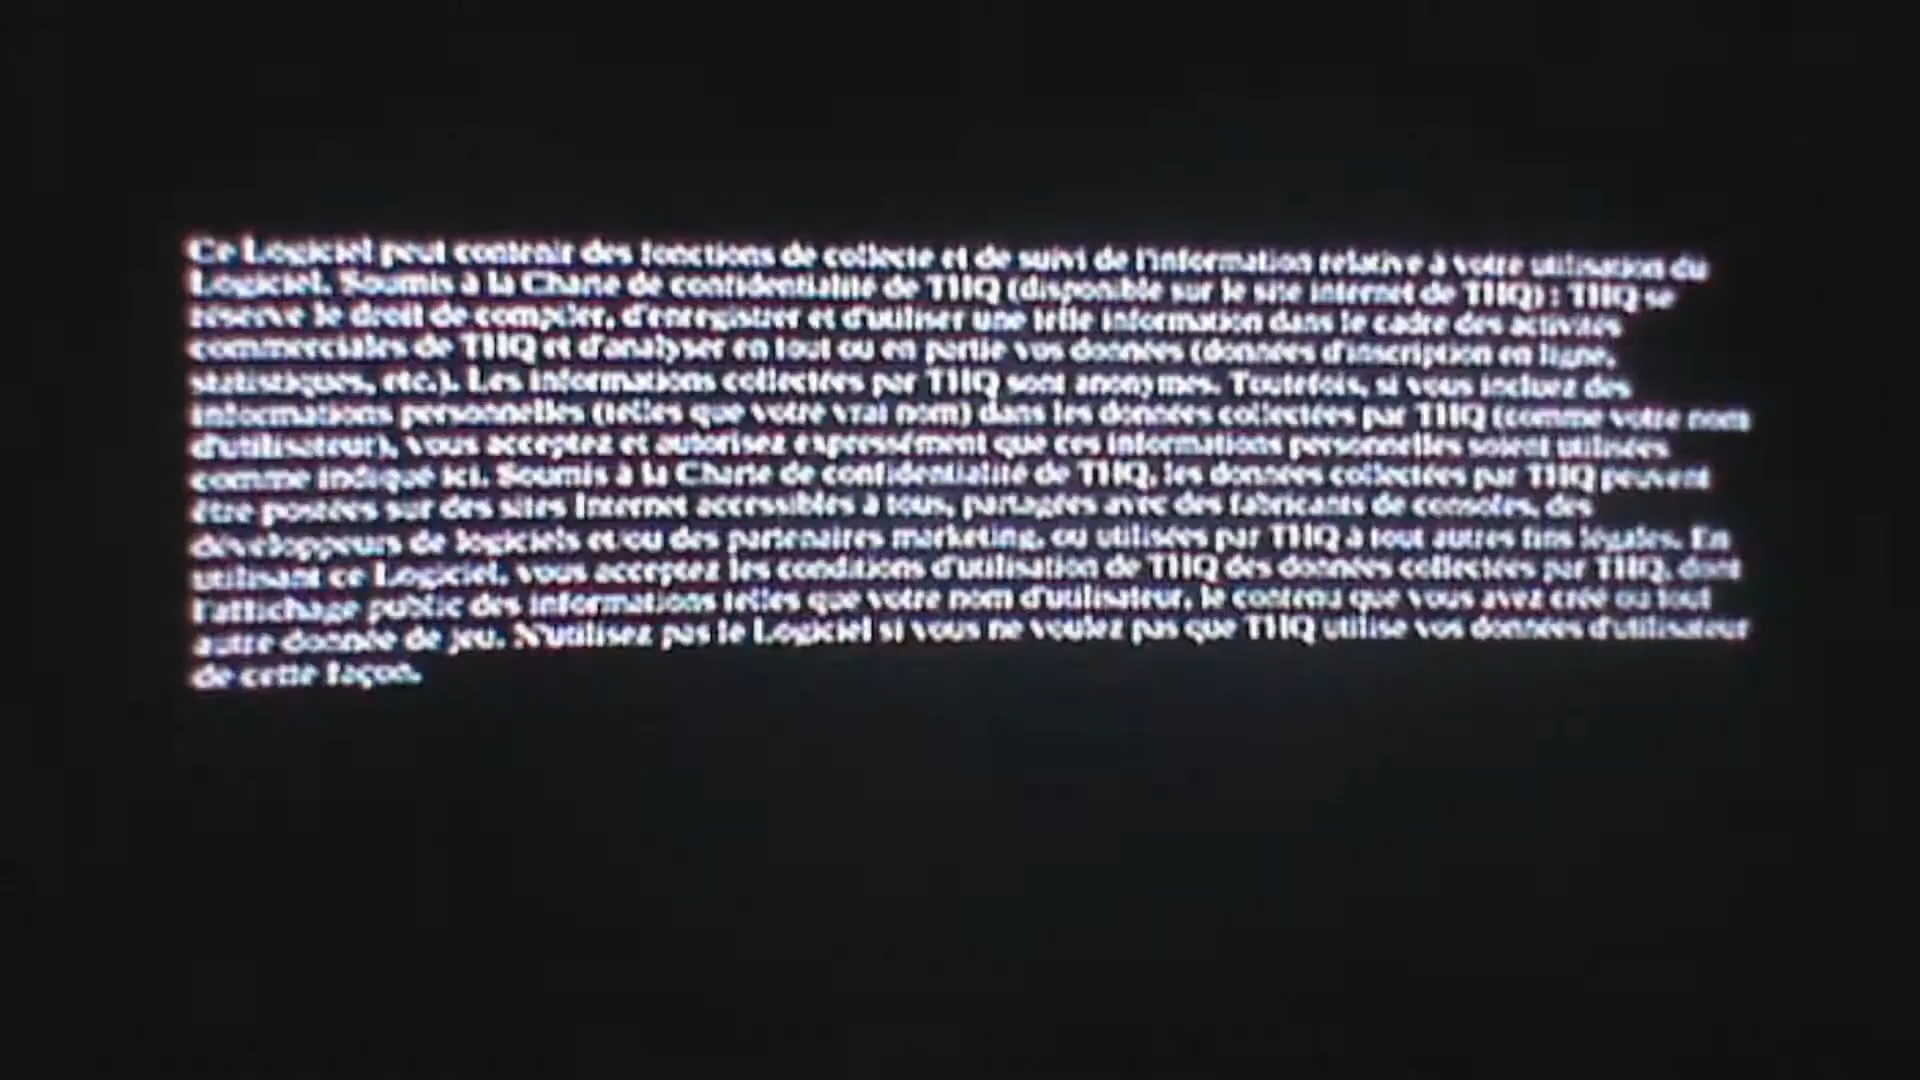 Ce Logiciel peut contenir des fonctions de collecte et de suivi de l'information relative à votre utilisation du
Logiciel. Soumis à la Charte de confidentialité de THQ (disponible sur le site internet de THQ) : THQ se
réserve le droit de compiler, d'enregistrer et d'utiliser une telle information dans le cadre des activités
commerciales de THQ et d'analyser en tout ou en partie vos données (données d'inscription en ligne,
statistiques, etc.). Les informations collectées par THQ sont anonymes. Toutefois, si vous incluez des
informations personnelles (telles que votre vrai nom) dans les données collectées par THQ (comme votre nom
d'utilisateur), vous acceptez et autorisez expressément que ces informations personnelles soient utilisées
comme indiqué ici. Soumis à la Charte de confidentialité de THQ, les données collectées par THQ peuvent
être postées sur des sites Internet accessibles à tous, partagées avec des fabricants de consoles, des
développeurs de logiciels et/ou des partenaires marketing, ou utilisées par THQ à tout autres fins légales. En
utilisant ce Logiciel, vous acceptez les conditions d'utilisation de THQ des données collectées par THQ, dont
l'affichage public des informations telles que votre nom d'utilisateur, le contenu que vous avez créé ou tout
autre donnée de jeu. N'utilisez pas le Logiciel si vous ne voulez pas que THQ utilise vos données d'utilisateur
de cette façon.